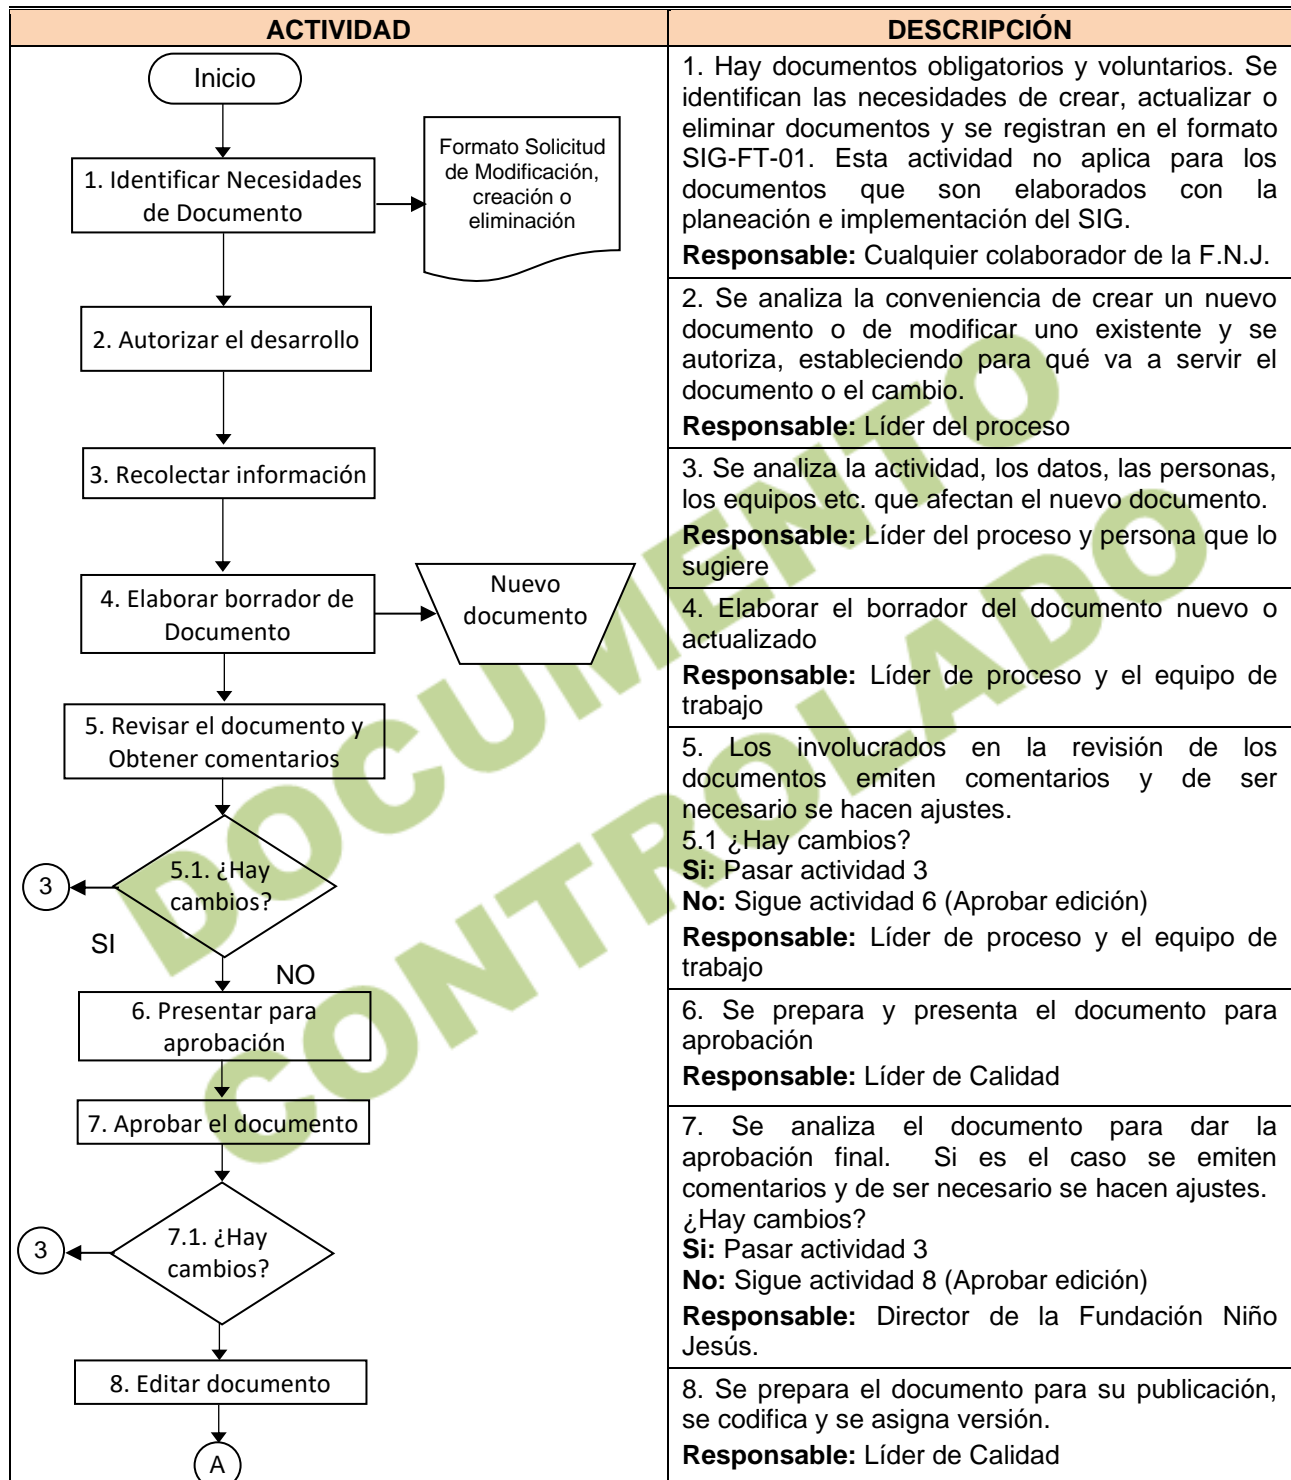 ACTIVIDAD
DESCRIPCIÓN
Inicio
1. Identificar Necesidades
de Documento
Formato Solicitud
de Modificación,
creación o
eliminación
2. Autorizar el desarrollo
3. Recolectar información
4. Elaborar borrador de
Documento
Nuevo
documento
5. Revisar el documento y
Obtener comentarios
5.1. ¿Hay
cambios?
3
SI
NO
6. Presentar para
aprobación
7. Aprobar el documento
7.1. ¿Hay
cambios?
3
8. Editar documento
A
1. Hay documentos obligatorios y voluntarios. Se
identifican las necesidades de crear, actualizar o
eliminar documentos y se registran en el formato
SIG-FT-01. Esta actividad no aplica para los
documentos que son elaborados con la
planeación e implementación del SIG.
Responsable: Cualquier colaborador de la F.N.J.
2. Se analiza la conveniencia de crear un nuevo
documento o de modificar uno existente y se
autoriza, estableciendo para qué va a servir el
documento o el cambio.
Responsable: Líder del proceso
3. Se analiza la actividad, los datos, las personas,
los equipos etc. que afectan el nuevo documento.
Responsable: Líder del proceso y persona que lo
sugiere
4. Elaborar el borrador del documento nuevo o
actualizado
Responsable: Líder de proceso y el equipo de
trabajo
5. Los involucrados en la revisión de los
documentos emiten comentarios y de ser
necesario se hacen ajustes.
5.1 ¿Hay cambios?
Si: Pasar actividad 3
No: Sigue actividad 6 (Aprobar edición)
Responsable: Líder de proceso y el equipo de
trabajo
6. Se prepara y presenta el documento para
aprobación
Responsable: Líder de Calidad
7. Se analiza el documento para dar la
aprobación final. Si es el caso se emiten
comentarios y de ser necesario se hacen ajustes.
¿Hay cambios?
Si: Pasar actividad 3
No: Sigue actividad 8 (Aprobar edición)
Responsable: Director de la Fundación Niño
Jesús.
8. Se prepara el documento para su publicación,
se codifica y se asigna versión.
Responsable: Líder de Calidad
DOCUMENTO
CONTROLADO